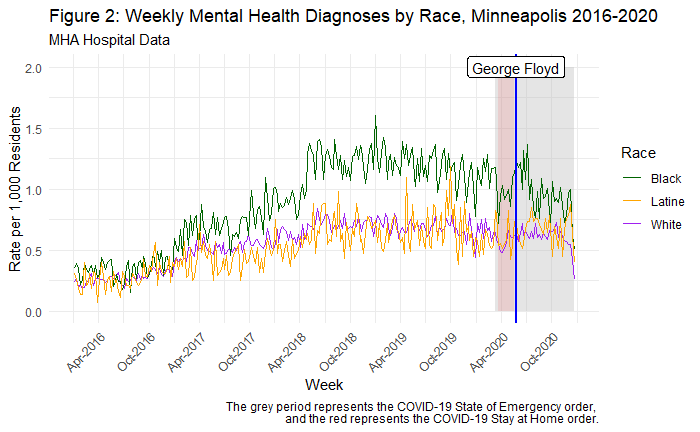 Figure 2: Weekly Mental Health Diagnoses by Race, Minneapolis 2016-2020
MHA Hospital Data
George Floyd
2.0
1.5
1.0
0.5
0.0
Rate per 1,000 Residents
Apr-2016
Oct-2016
Apr-2017
Oct-2017
Apr-2018
Oct-2018
Apr-2019
Oct-2019
Apr-2020
Oct-2020
Week
Race
Black
Latine
White
The grey period represents the COVID-19 State of Emergency order,
and the red represents the COVID-19 Stay at Home order.